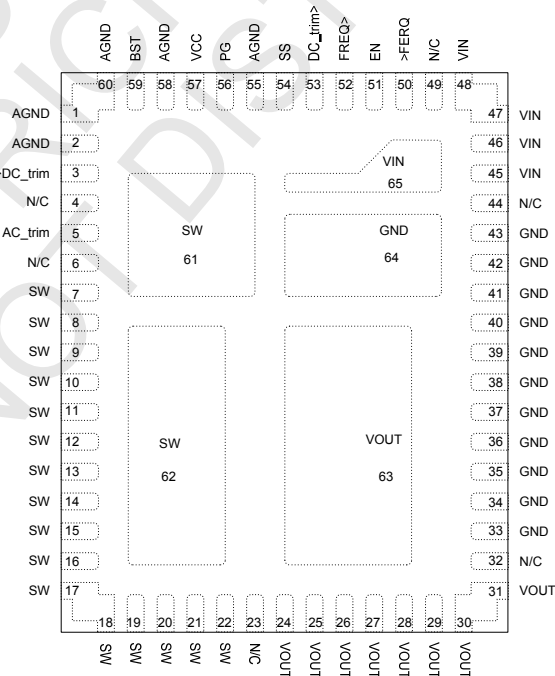 AGND BST AGND VCC PG AGND SS DC_trim> FREQ> EN >FERQ N/C VIN
60 59 58 57 56 55 54 53 52 51 50 49 48
AGND 1 47 VIN
AGND 2 46 VIN
>DC_trim 3 45 VIN
N/C 4 44 N/C
AC_trim 5 43 GND
N/C 6 42 GND
SW 7 41 GND
SW 8 40 GND
SW 9 39 GND
SW 10 38 GND
SW 11 37 GND
SW 12 36 GND
SW 13 35 GND
SW 14 34 GND
SW 15 33 GND
SW 16 32 N/C
SW 17 31 VOUT
VIN
65
SW
61
GND
64
SW
62
VOUT
63
18 19 20 21 22 23 24 25 26 27 28 29 30
SW SW SW SW SW N/C VOUT VOUT VOUT VOUT VOUT VOUT VOUT
NOT DIST